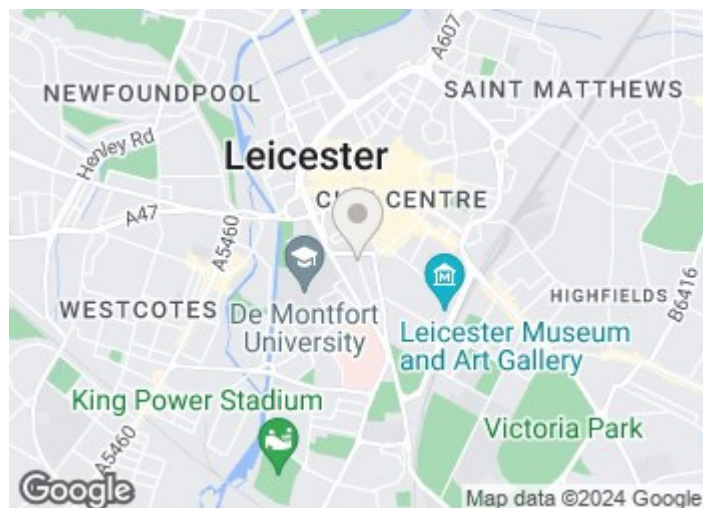 A607
NEWFOUNDPOOL
SAINT MATTHEWS
Henley Rd
Leicester
CITY CENTRE
A47
A5460
B6416
HIGHFIELDS
WESTCOTES
De Montfort
University
M
Leicester Museum
and Art Gallery
King Power Stadium
Victoria Park
A5460
Google
Map data ©2024 Google